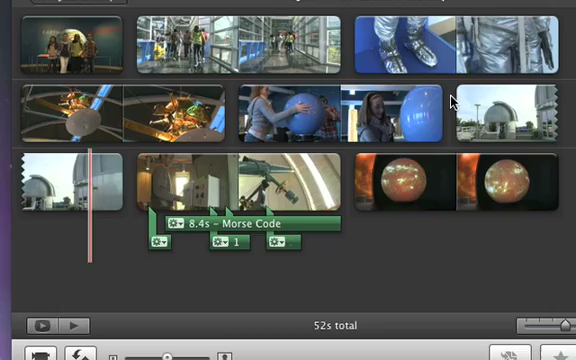 8.4s – Morse Code
1
52s total